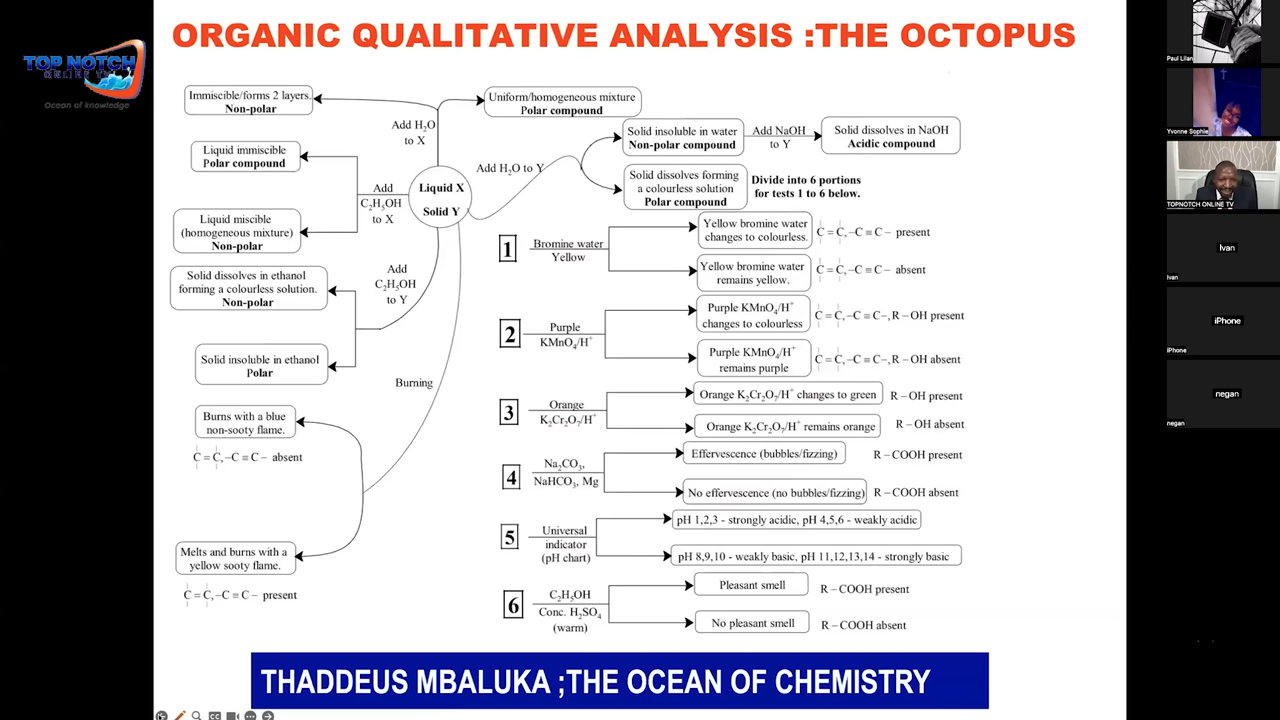 ORGANIC QUALITATIVE ANALYSIS :THE OCTOPUS
TOP NOTCH
ONLINE TV
Ocean of knowledge
Immiscible/forms 2 layers.
Non-polar
Uniform/homogeneous mixture
Polar compound
Add H₂O
to X
Liquid immiscible
Polar compound
Add
C₂H₅OH
to X
Liquid miscible
(homogeneous mixture)
Non-polar
Liquid X
Solid Y
Add H₂O to Y
Solid insoluble in water
Non-polar compound
Add NaOH
to Y
Solid dissolves in NaOH
Acidic compound
Solid dissolves forming
a colourless solution
Polar compound
Divide into 6 portions
for tests 1 to 6 below.
Solid dissolves in ethanol
forming a colourless solution.
Non-polar
Add
C₂H₅OH
to Y
Solid insoluble in ethanol
Polar
Burning
Burns with a blue
non-sooty flame.
C = C, –C ≡ C – absent
Melts and burns with a
yellow sooty flame.
C = C, –C ≡ C – present
1
Bromine water
Yellow
Yellow bromine water
changes to colourless.
C = C, –C ≡ C – present
Yellow bromine water
remains yellow.
C = C, –C ≡ C – absent
2
Purple
KMnO₄/H⁺
Purple KMnO₄/H⁺
changes to colourless
C = C, –C ≡ C–, R – OH present
Purple KMnO₄/H⁺
remains purple
C = C, –C ≡ C–, R – OH absent
3
Orange
K₂Cr₂O₇/H⁺
Orange K₂Cr₂O₇/H⁺ changes to green
R – OH present
Orange K₂Cr₂O₇/H⁺ remains orange
R – OH absent
4
Na₂CO₃,
NaHCO₃, Mg
Effervescence (bubbles/fizzing)
R – COOH present
No effervescence (no bubbles/fizzing)
R – COOH absent
5
Universal
indicator
(pH chart)
pH 1,2,3 - strongly acidic, pH 4,5,6 - weakly acidic
pH 8,9,10 - weakly basic, pH 11,12,13,14 - strongly basic
6
C₂H₅OH
Conc. H₂SO₄
(warm)
Pleasant smell
R – COOH present
No pleasant smell
R – COOH absent
THADDEUS MBALUKA ;THE OCEAN OF CHEMISTRY
Paul Lilan
Yvonne Sophie
TOPNOTCH ONLINE TV
Ivan
Ivan
iPhone
iPhone
negan
negan